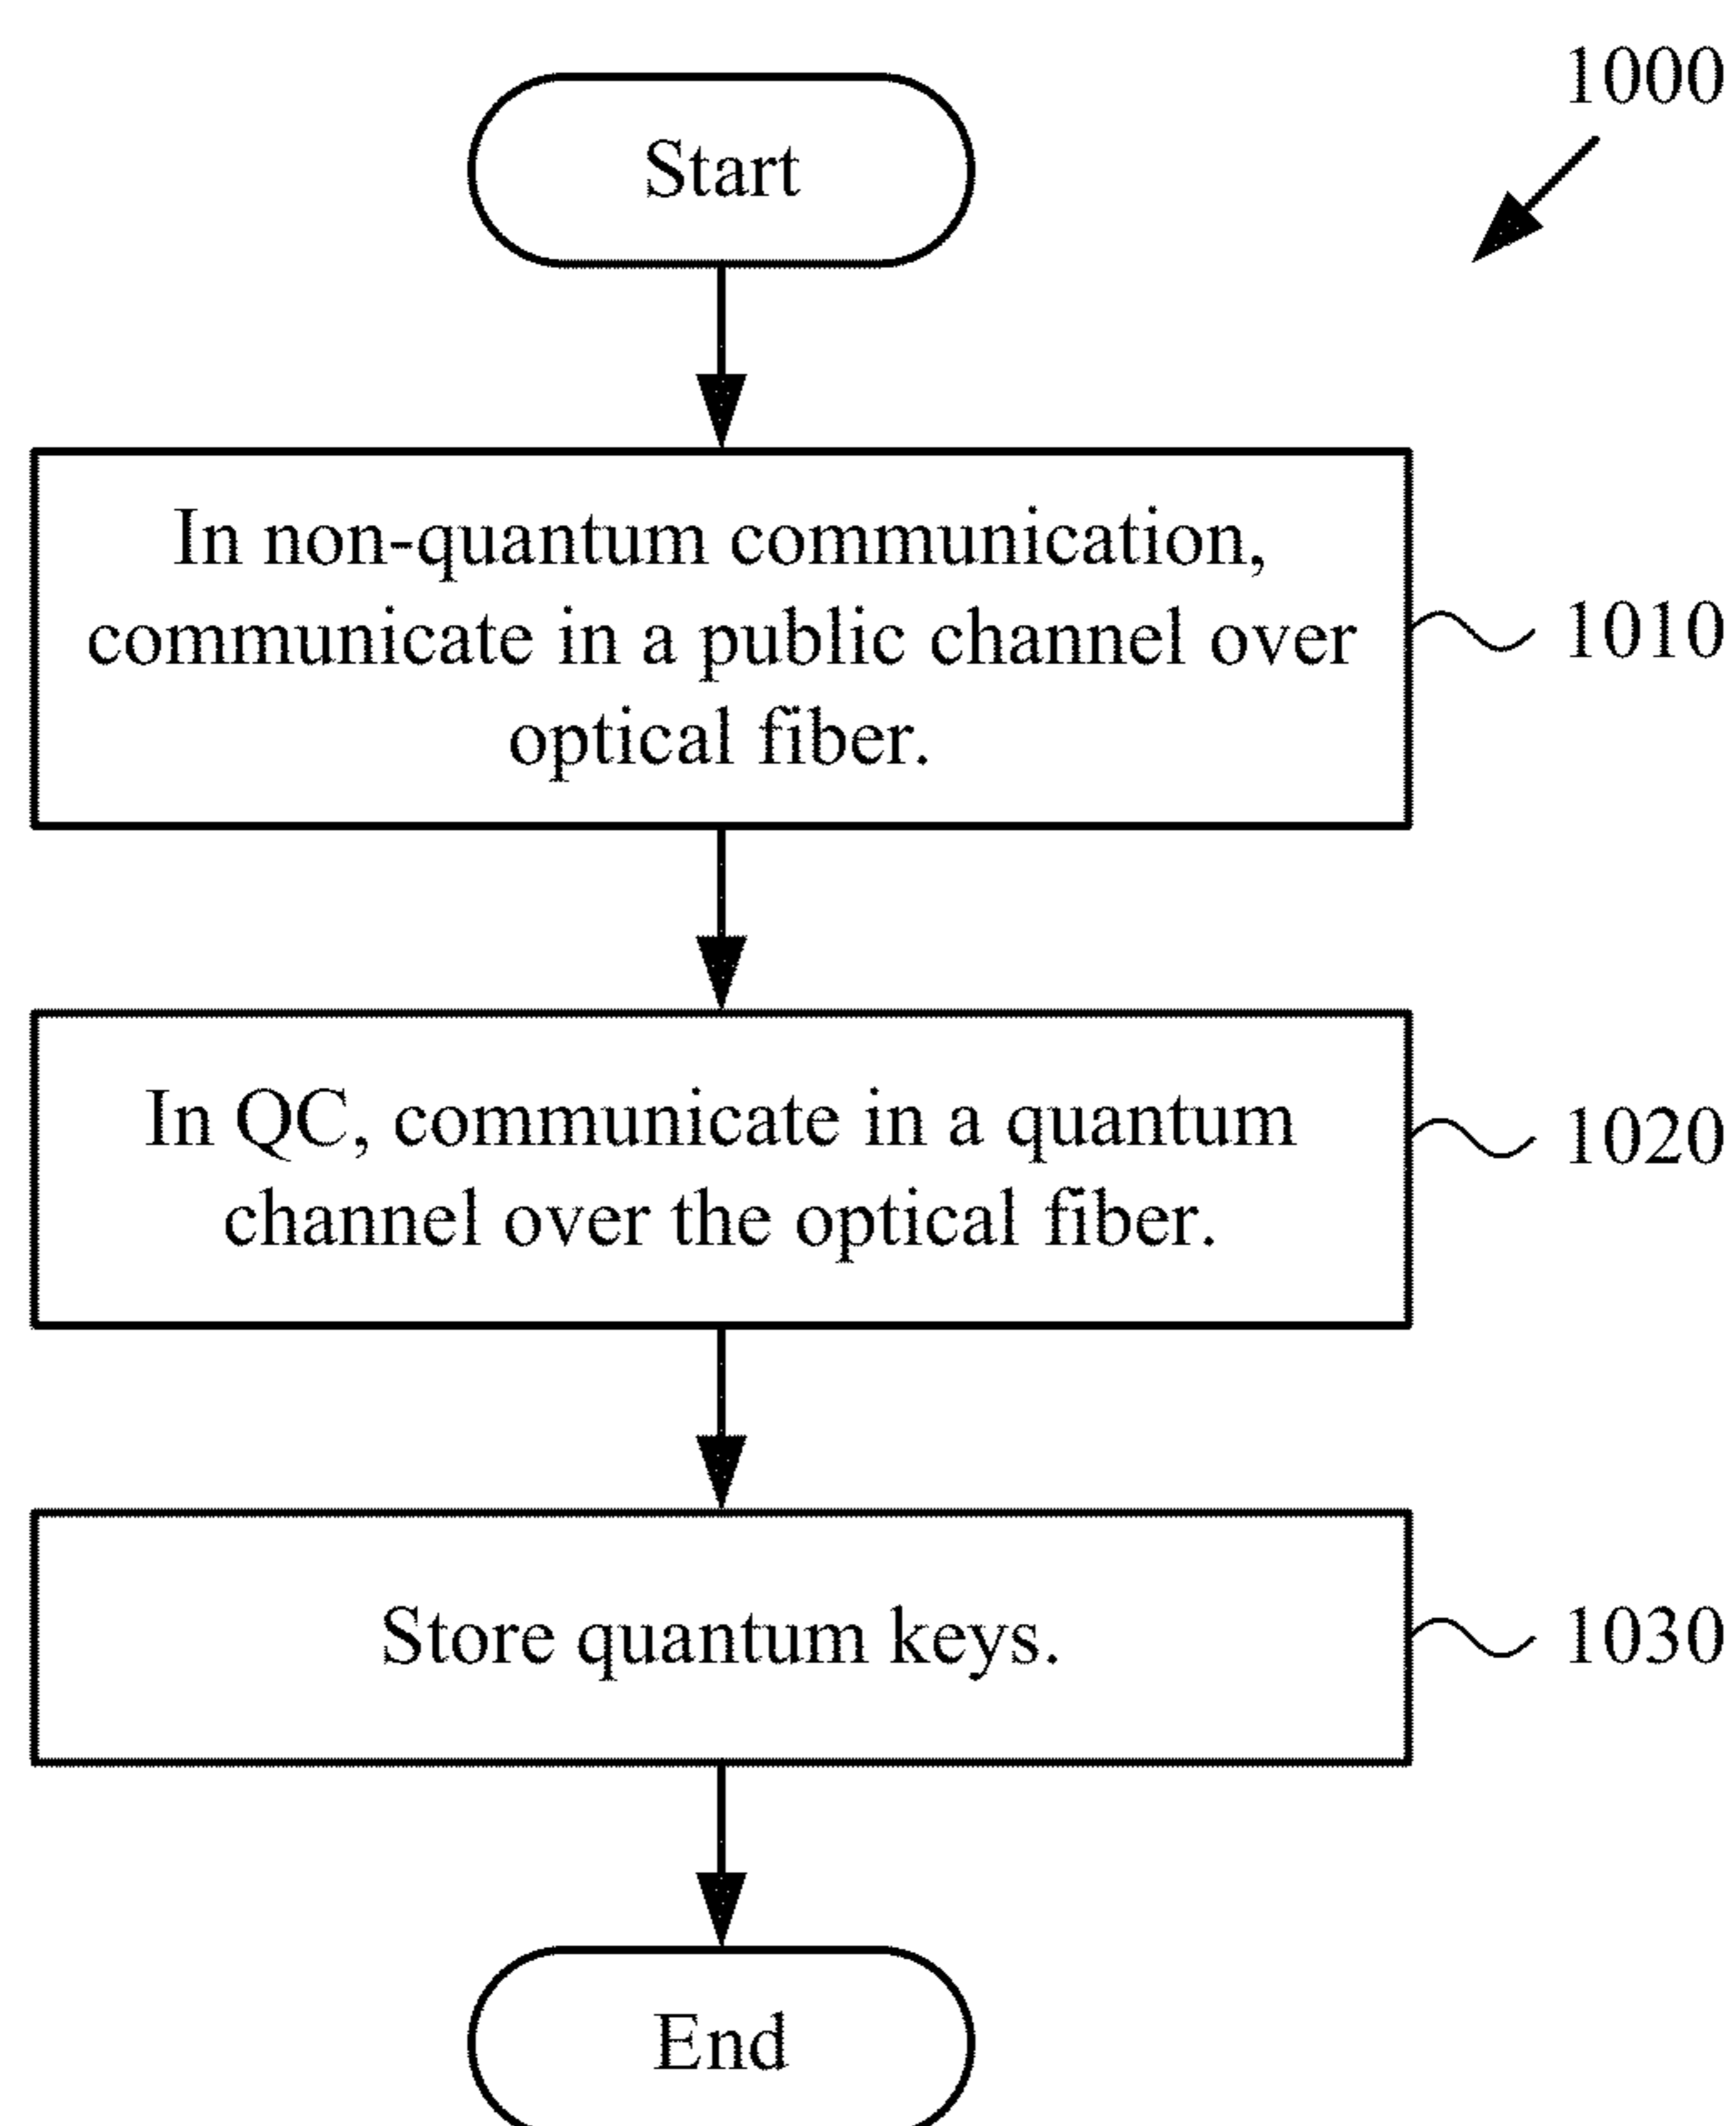 1000
Start
In non-quantum communication,
communicate in a public channel over
optical fiber.
1010
In QC, communicate in a quantum
channel over the optical fiber.
1020
Store quantum keys.
1030
End